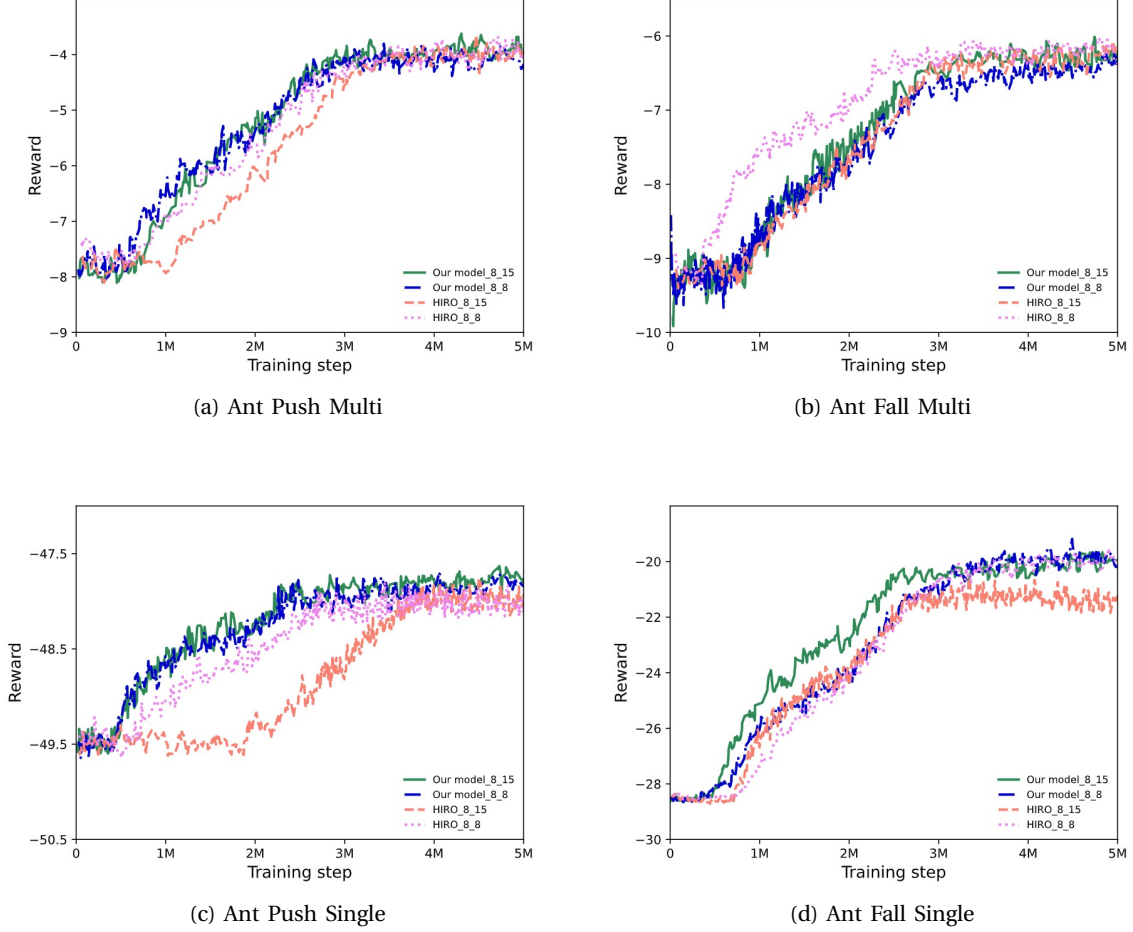 −4
−5
−6
−7
−8
−9
Reward
0 1M 2M 3M 4M 5M
Training step
Our model_8_15
Our model_8_8
HIRO_8_15
HIRO_8_8
(a) Ant Push Multi
−6
−7
−8
−9
−10
Reward
0 1M 2M 3M 4M 5M
Training step
Our model_8_15
Our model_8_8
HIRO_8_15
HIRO_8_8
(b) Ant Fall Multi
−47.5
−48.5
−49.5
−50.5
Reward
0 1M 2M 3M 4M 5M
Training step
Our model_8_15
Our model_8_8
HIRO_8_15
HIRO_8_8
(c) Ant Push Single
−20
−22
−24
−26
−28
−30
Reward
0 1M 2M 3M 4M 5M
Training step
Our model_8_15
Our model_8_8
HIRO_8_15
HIRO_8_8
(d) Ant Fall Single